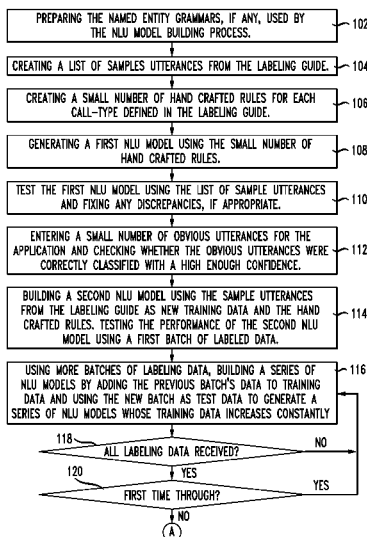 PREPARING THE NAMED ENTITY GRAMMARS, IF ANY, USED BY
THE NLU MODEL BUILDING PROCESS.
102
CREATING A LIST OF SAMPLES UTTERANCES FROM THE LABELING GUIDE.
104
CREATING A SMALL NUMBER OF HAND CRAFTED RULES FOR EACH
CALL-TYPE DEFINED IN THE LABELING GUIDE.
106
GENERATING A FIRST NLU MODEL USING THE SMALL NUMBER OF
HAND CRAFTED RULES.
108
TEST THE FIRST NLU MODEL USING THE LIST OF SAMPLE UTTERANCES
AND FIXING ANY DISCREPANCIES, IF APPROPRIATE.
110
ENTERING A SMALL NUMBER OF OBVIOUS UTTERANCES FOR THE
APPLICATION AND CHECKING WHETHER THE OBVIOUS UTTERANCES WERE
CORRECTLY CLASSIFIED WITH A HIGH ENOUGH CONFIDENCE.
112
BUILDING A SECOND NLU MODEL USING THE SAMPLE UTTERANCES
FROM THE LABELING GUIDE AS NEW TRAINING DATA AND THE HAND
CRAFTED RULES. TESTING THE PERFORMANCE OF THE SECOND NLU
MODEL USING A FIRST BATCH OF LABELED DATA.
114
USING MORE BATCHES OF LABELING DATA, BUILDING A SERIES OF
NLU MODELS BY ADDING THE PREVIOUS BATCH'S DATA TO TRAINING
DATA AND USING THE NEW BATCH AS TEST DATA TO GENERATE A
SERIES OF NLU MODELS WHOSE TRAINING DATA INCREASES CONSTANTLY
116
118
ALL LABELING DATA RECEIVED?
NO
YES
120
FIRST TIME THROUGH?
YES
NO
A